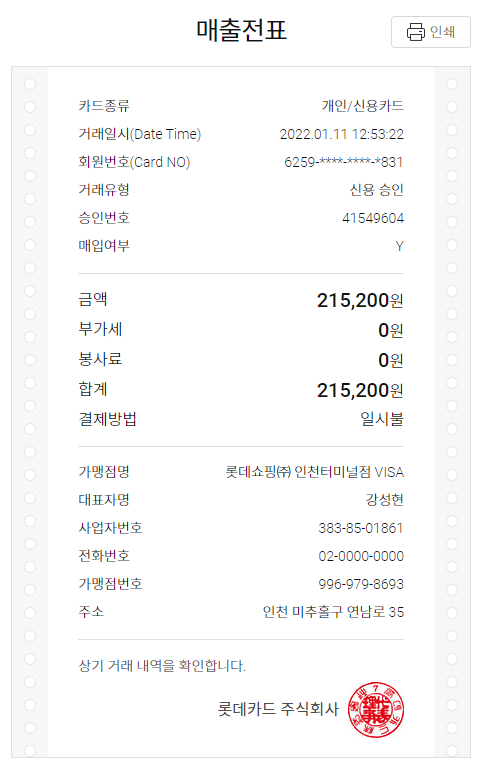 매출전표
인쇄
카드종류 개인/신용카드
거래일시(Date Time) 2022.01.11 12:53:22
회원번호(Card NO) 6259-****-****-*831
거래유형 신용 승인
승인번호 41549604
매입여부 Y
금액 215,200원
부가세 0원
봉사료 0원
합계 215,200원
결제방법 일시불
가맹점명 롯데쇼핑㈜ 인천터미널점 VISA
대표자명 강성현
사업자번호 383-85-01861
전화번호 02-0000-0000
가맹점번호 996-979-8693
주소 인천 미추홀구 연남로 35
상기 거래 내역을 확인합니다.
롯데카드 주식회사